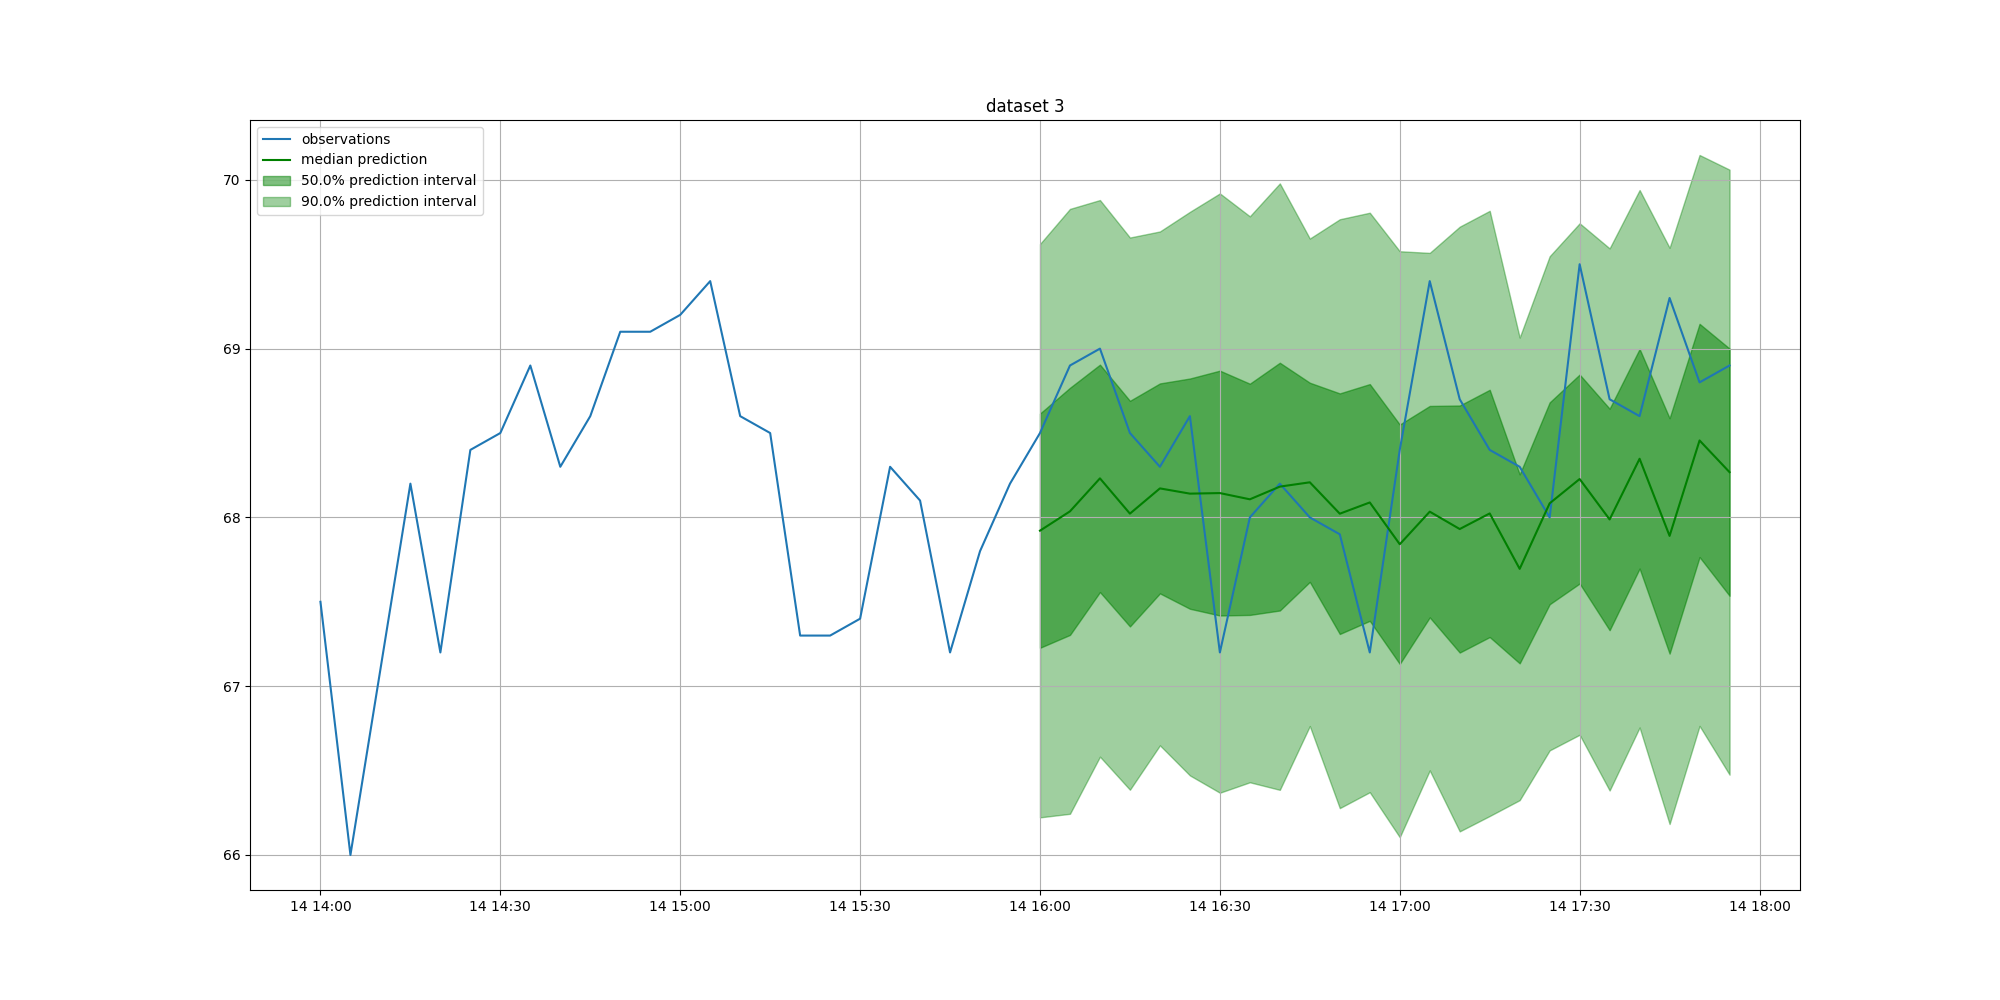 dataset 3
observations
median prediction
50.0% prediction interval
90.0% prediction interval
70
69
68
67
66
14 14:00 14 14:30 14 15:00 14 15:30 14 16:00 14 16:30 14 17:00 14 17:30 14 18:00